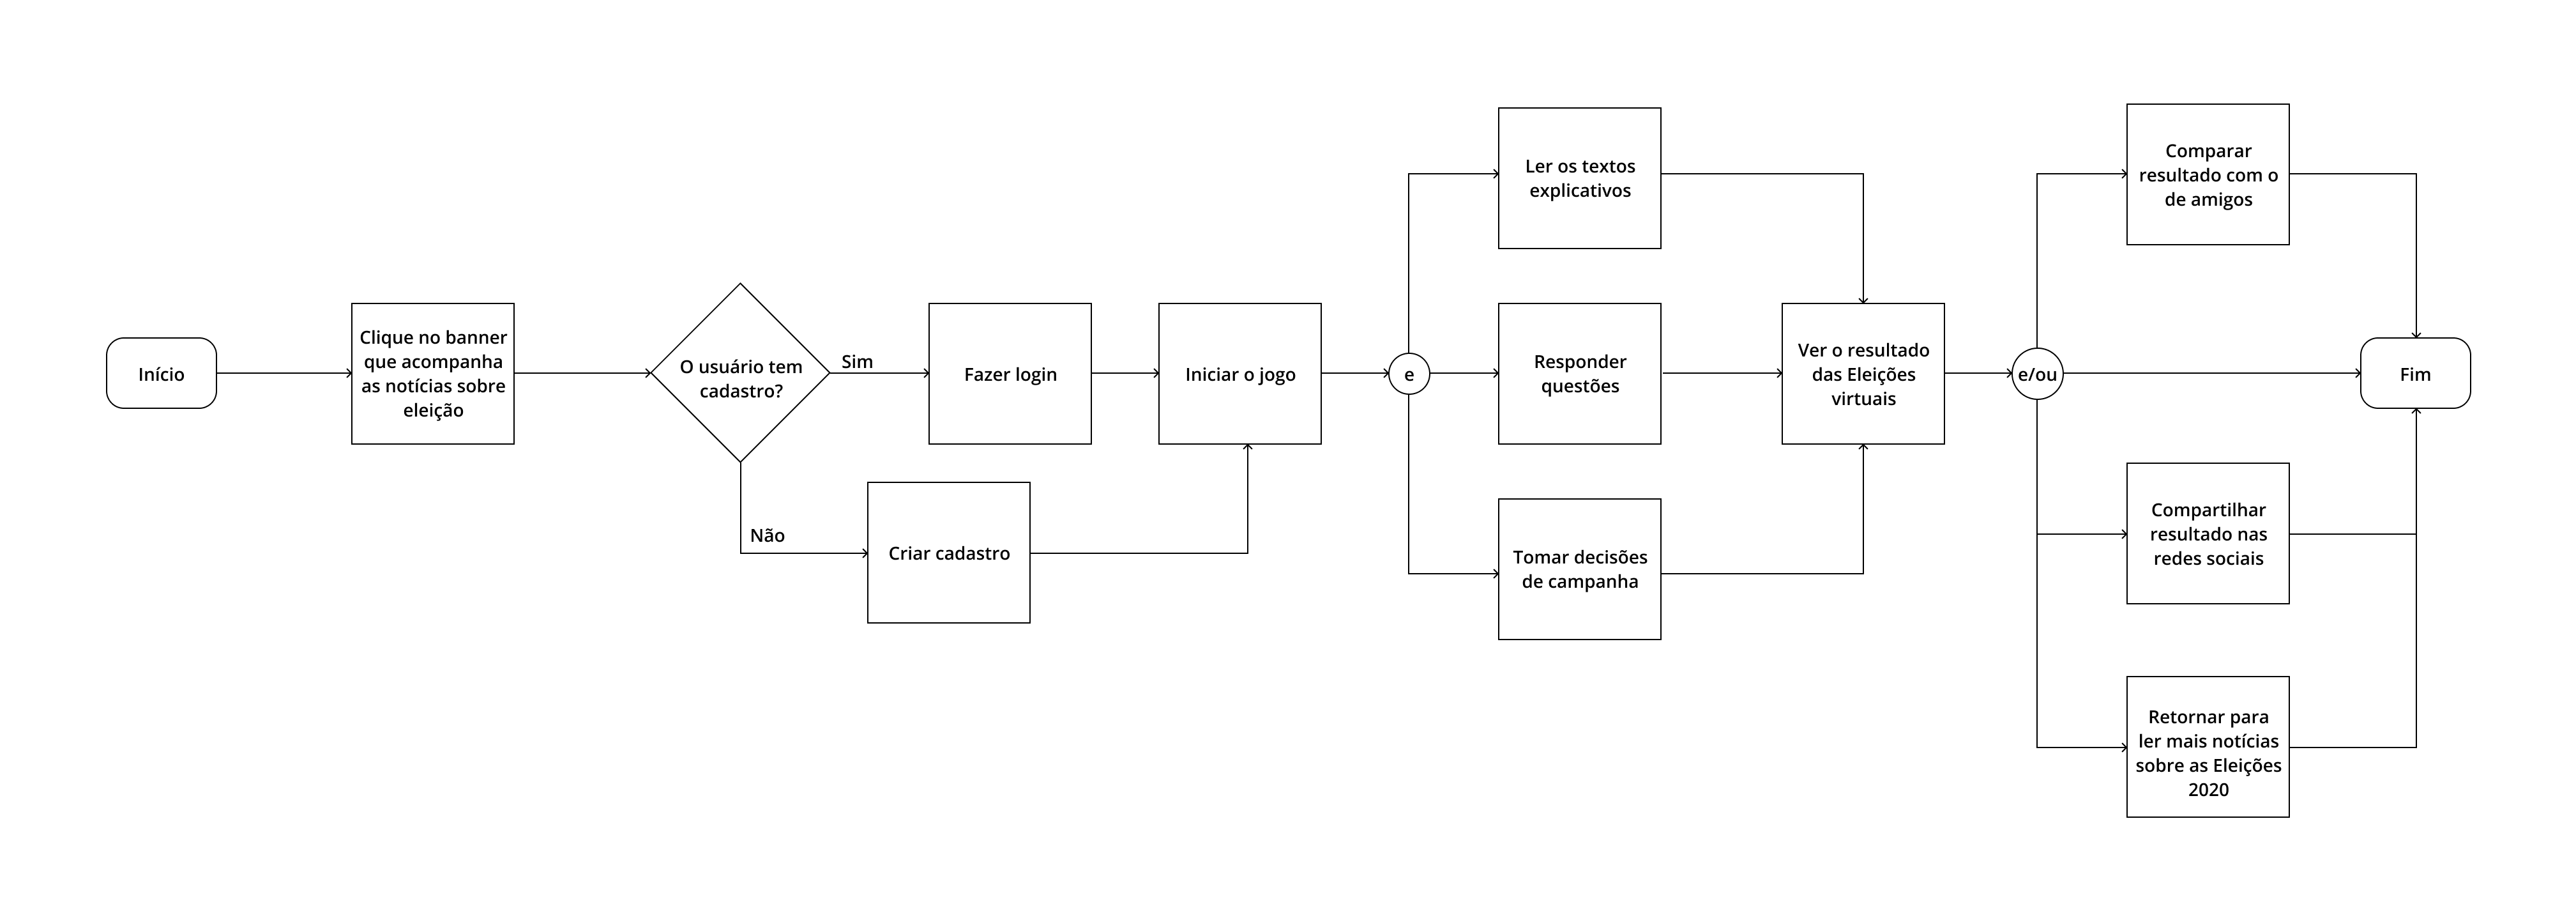 Início
Clique no banner
que acompanha
as notícias sobre
eleição
O usuário tem
cadastro?
Sim
Não
Fazer login
Criar cadastro
Iniciar o jogo
e
Ler os textos
explicativos
Responder
questões
Tomar decisões
de campanha
Ver o resultado
das Eleições
virtuais
e/ou
Comparar
resultado com o
de amigos
Compartilhar
resultado nas
redes sociais
Retornar para
ler mais notícias
sobre as Eleições
2020
Fim